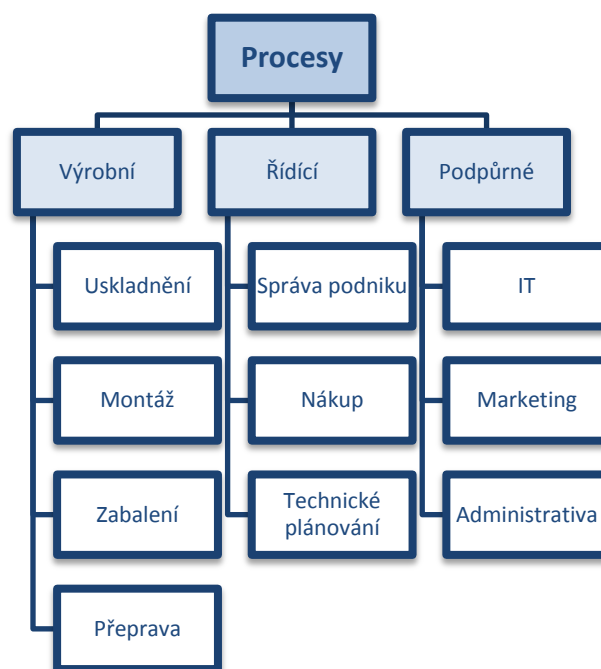 Procesy
Výrobní
Řídící
Podpůrné
Uskladnění
Správa podniku
IT
Montáž
Nákup
Marketing
Zabalení
Technické
plánování
Administrativa
Přeprava